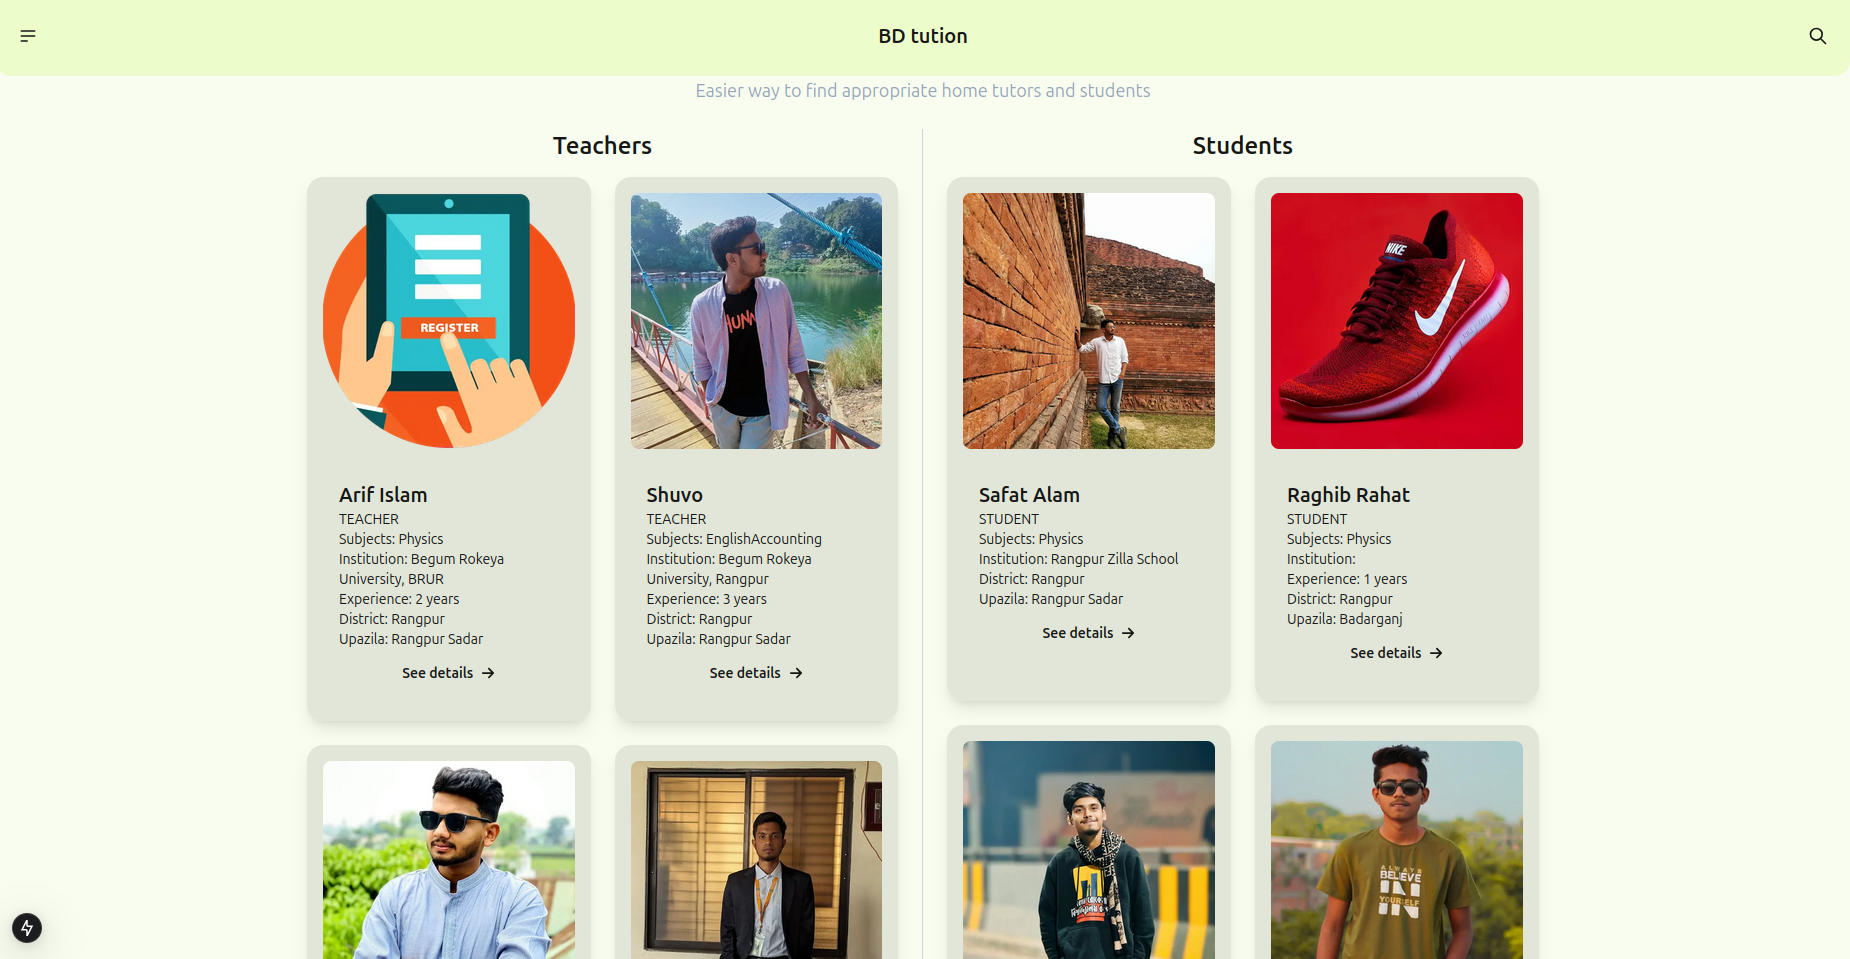 BD tution
Easier way to find appropriate home tutors and students
Teachers
Students
REGISTER
NIKE
Arif Islam
TEACHER
Subjects: Physics
Institution: Begum Rokeya
University, BRUR
Experience: 2 years
District: Rangpur
Upazila: Rangpur Sadar
See details
Shuvo
TEACHER
Subjects: EnglishAccounting
Institution: Begum Rokeya
University, Rangpur
Experience: 3 years
District: Rangpur
Upazila: Rangpur Sadar
See details
Safat Alam
STUDENT
Subjects: Physics
Institution: Rangpur Zilla School
District: Rangpur
Upazila: Rangpur Sadar
See details
Raghib Rahat
STUDENT
Subjects: Physics
Institution:
Experience: 1 years
District: Rangpur
Upazila: Badarganj
See details
ALWAYS
BELIEVE
IN
YOURSELF